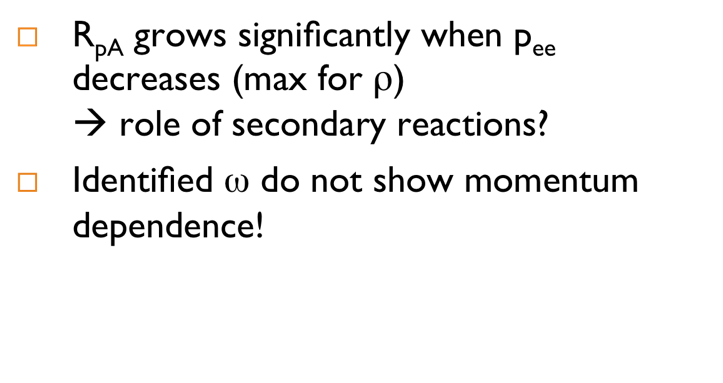 R_pA grows significantly when p_ee
decreases (max for ρ)
→ role of secondary reactions?
Identified ω do not show momentum
dependence!